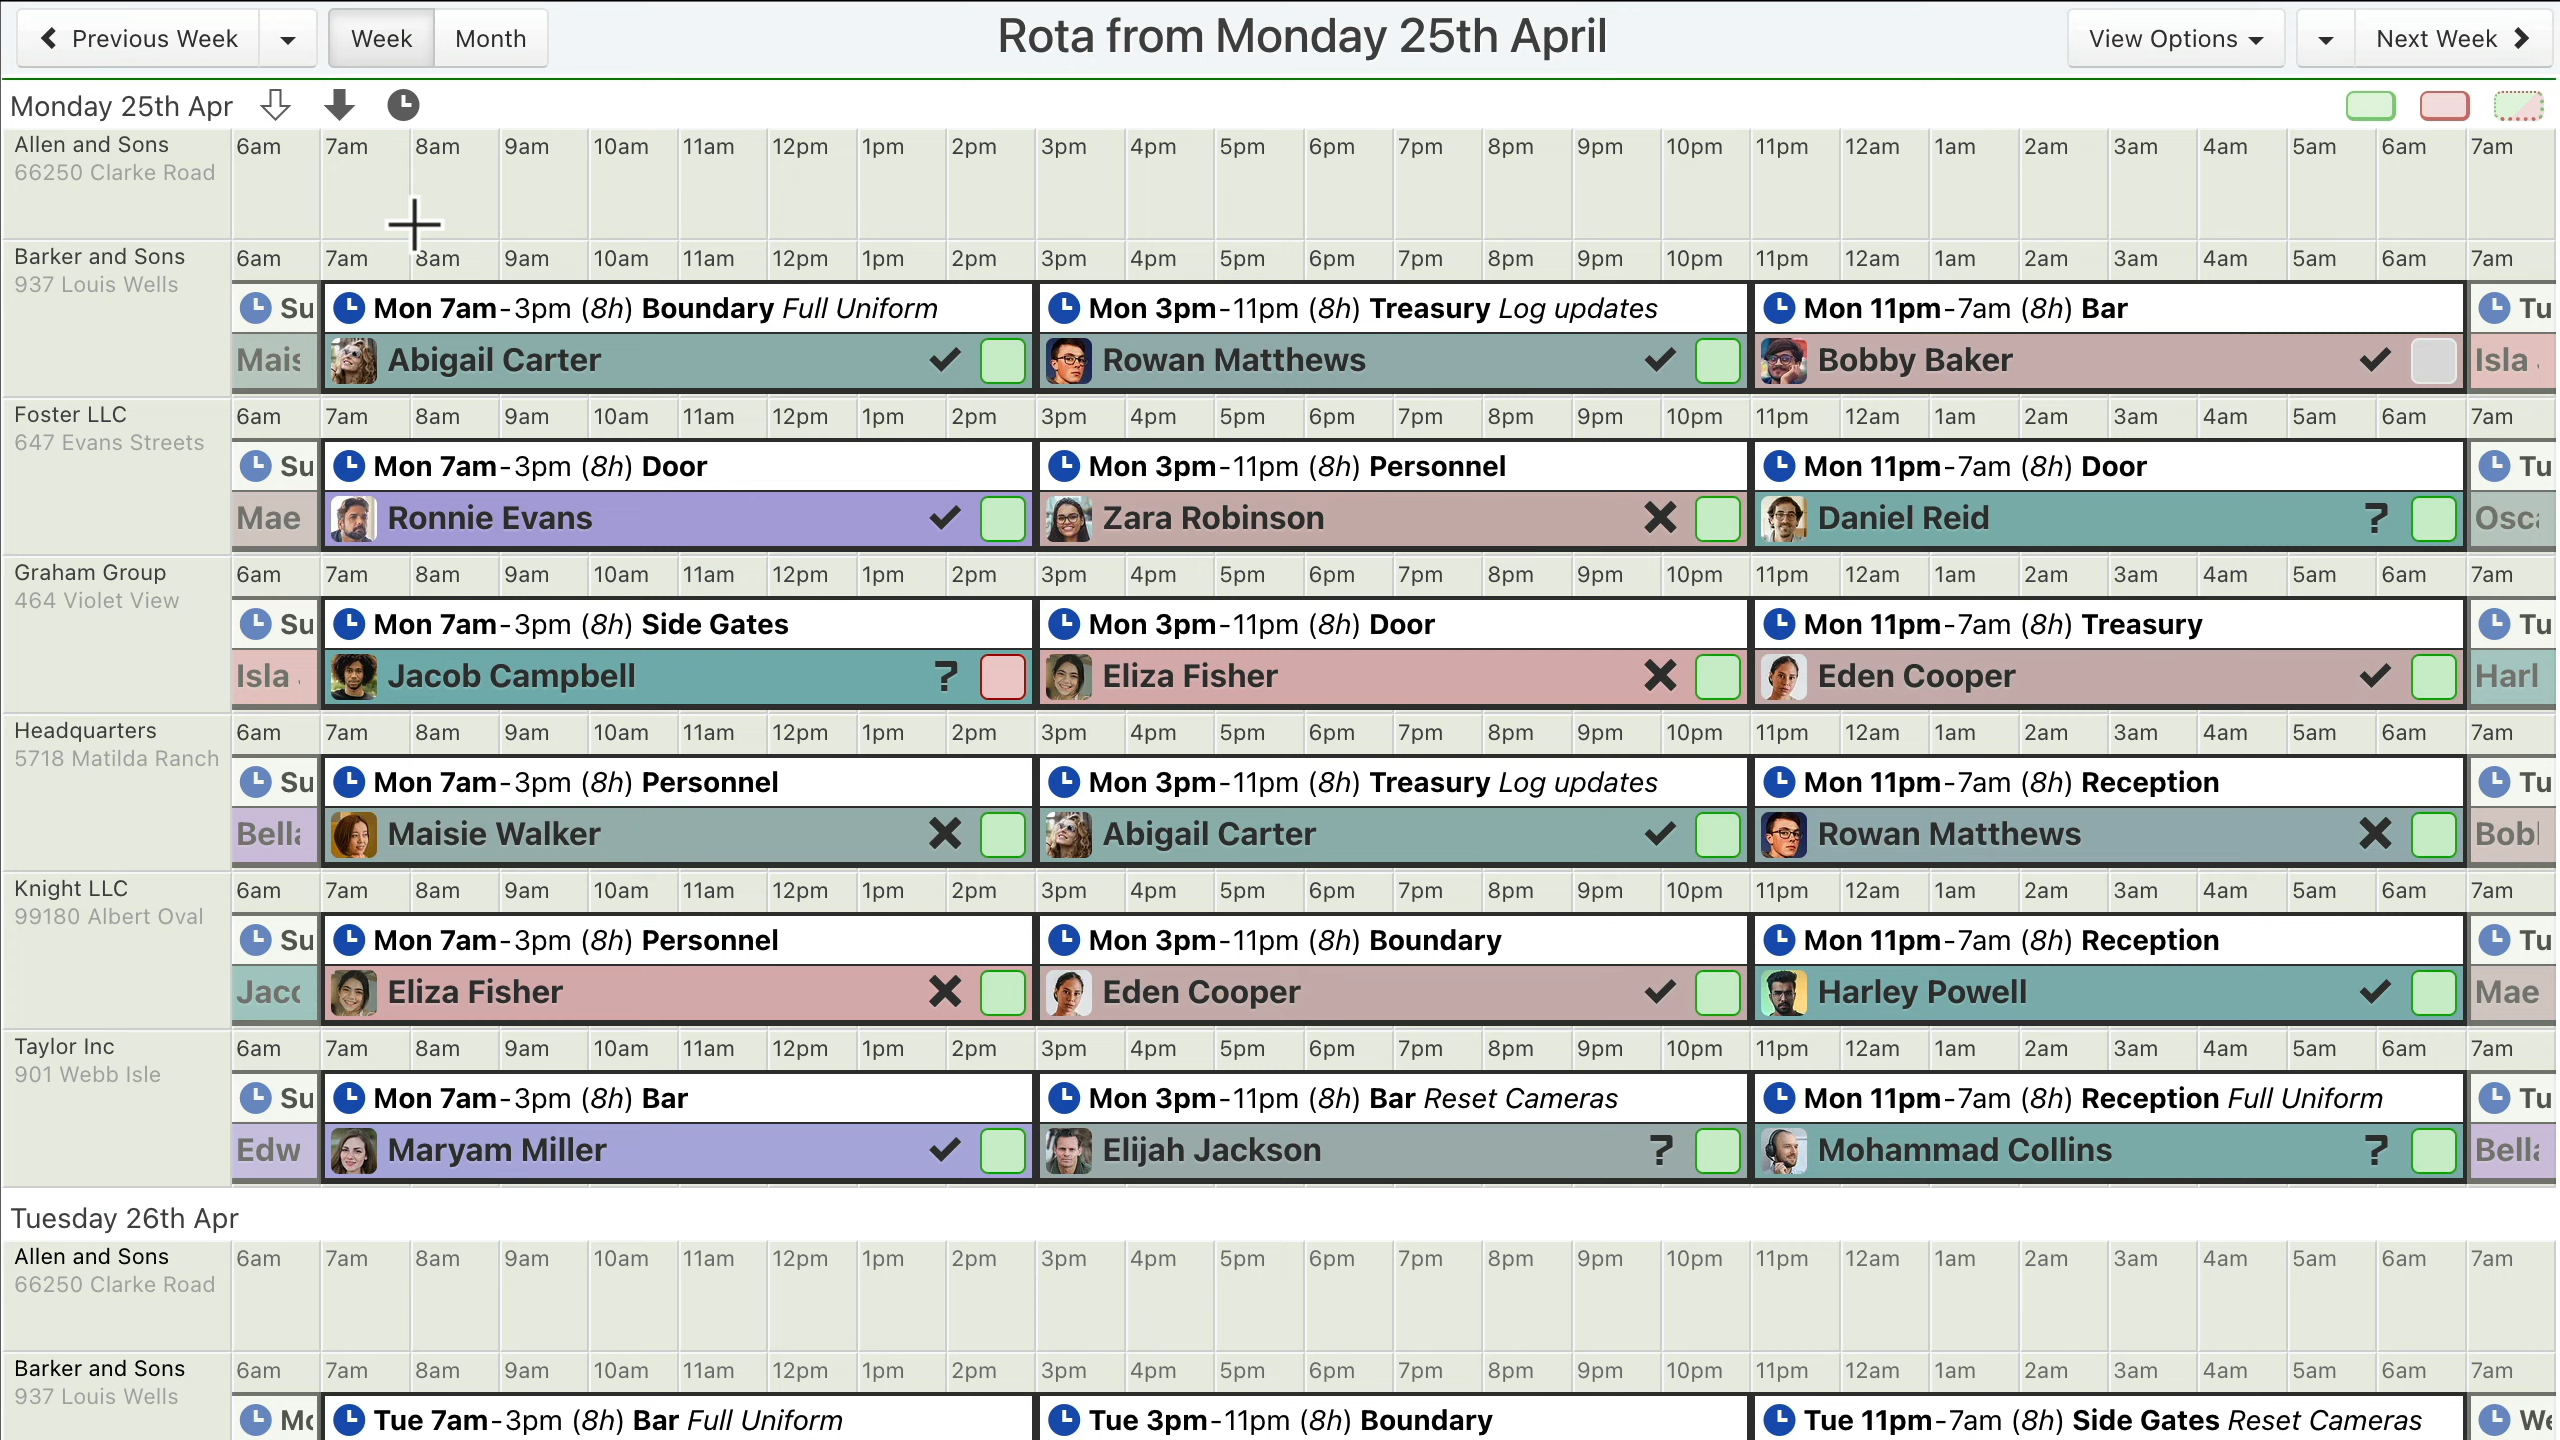 Previous Week Week Month Rota from Monday 25th April View Options Next Week
Monday 25th Apr
Allen and Sons 6am 7am 8am 9am 10am 11am 12pm 1pm 2pm 3pm 4pm 5pm 6pm 7pm 8pm 9pm 10pm 11pm 12am 1am 2am 3am 4am 5am 6am 7am
66250 Clarke Road
Barker and Sons 6am 7am 8am 9am 10am 11am 12pm 1pm 2pm 3pm 4pm 5pm 6pm 7pm 8pm 9pm 10pm 11pm 12am 1am 2am 3am 4am 5am 6am 7am
937 Louis Wells
Su Mon 7am-3pm (8h) Boundary Full Uniform Mon 3pm-11pm (8h) Treasury Log updates Mon 11pm-7am (8h) Bar Tu
Mais Abigail Carter Rowan Matthews Bobby Baker Isla
Foster LLC 6am 7am 8am 9am 10am 11am 12pm 1pm 2pm 3pm 4pm 5pm 6pm 7pm 8pm 9pm 10pm 11pm 12am 1am 2am 3am 4am 5am 6am 7am
647 Evans Streets
Su Mon 7am-3pm (8h) Door Mon 3pm-11pm (8h) Personnel Mon 11pm-7am (8h) Door Tu
Mae Ronnie Evans Zara Robinson Daniel Reid ? Osc
Graham Group 6am 7am 8am 9am 10am 11am 12pm 1pm 2pm 3pm 4pm 5pm 6pm 7pm 8pm 9pm 10pm 11pm 12am 1am 2am 3am 4am 5am 6am 7am
464 Violet View
Su Mon 7am-3pm (8h) Side Gates Mon 3pm-11pm (8h) Door Mon 11pm-7am (8h) Treasury Tu
Isla Jacob Campbell ? Eliza Fisher Eden Cooper Harl
Headquarters 6am 7am 8am 9am 10am 11am 12pm 1pm 2pm 3pm 4pm 5pm 6pm 7pm 8pm 9pm 10pm 11pm 12am 1am 2am 3am 4am 5am 6am 7am
5718 Matilda Ranch
Su Mon 7am-3pm (8h) Personnel Mon 3pm-11pm (8h) Treasury Log updates Mon 11pm-7am (8h) Reception Tu
Bella Maisie Walker Abigail Carter Rowan Matthews Bob
Knight LLC 6am 7am 8am 9am 10am 11am 12pm 1pm 2pm 3pm 4pm 5pm 6pm 7pm 8pm 9pm 10pm 11pm 12am 1am 2am 3am 4am 5am 6am 7am
99180 Albert Oval
Su Mon 7am-3pm (8h) Personnel Mon 3pm-11pm (8h) Boundary Mon 11pm-7am (8h) Reception Tu
Jaco Eliza Fisher Eden Cooper Harley Powell Mae
Taylor Inc 6am 7am 8am 9am 10am 11am 12pm 1pm 2pm 3pm 4pm 5pm 6pm 7pm 8pm 9pm 10pm 11pm 12am 1am 2am 3am 4am 5am 6am 7am
901 Webb Isle
Su Mon 7am-3pm (8h) Bar Mon 3pm-11pm (8h) Bar Reset Cameras Mon 11pm-7am (8h) Reception Full Uniform Tu
Edw Maryam Miller Elijah Jackson ? Mohammad Collins ? Bella
Tuesday 26th Apr
Allen and Sons 6am 7am 8am 9am 10am 11am 12pm 1pm 2pm 3pm 4pm 5pm 6pm 7pm 8pm 9pm 10pm 11pm 12am 1am 2am 3am 4am 5am 6am 7am
66250 Clarke Road
Barker and Sons 6am 7am 8am 9am 10am 11am 12pm 1pm 2pm 3pm 4pm 5pm 6pm 7pm 8pm 9pm 10pm 11pm 12am 1am 2am 3am 4am 5am 6am 7am
937 Louis Wells
Mo Tue 7am-3pm (8h) Bar Full Uniform Tue 3pm-11pm (8h) Boundary Tue 11pm-7am (8h) Side Gates Reset Cameras We